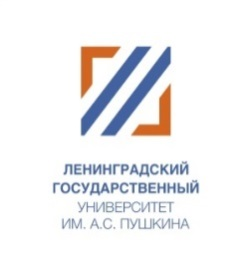 ЛЕНИНГРАДСКИЙ
ГОСУДАРСТВЕННЫЙ
УНИВЕРСИТЕТ
ИМ. А.С. ПУШКИНА